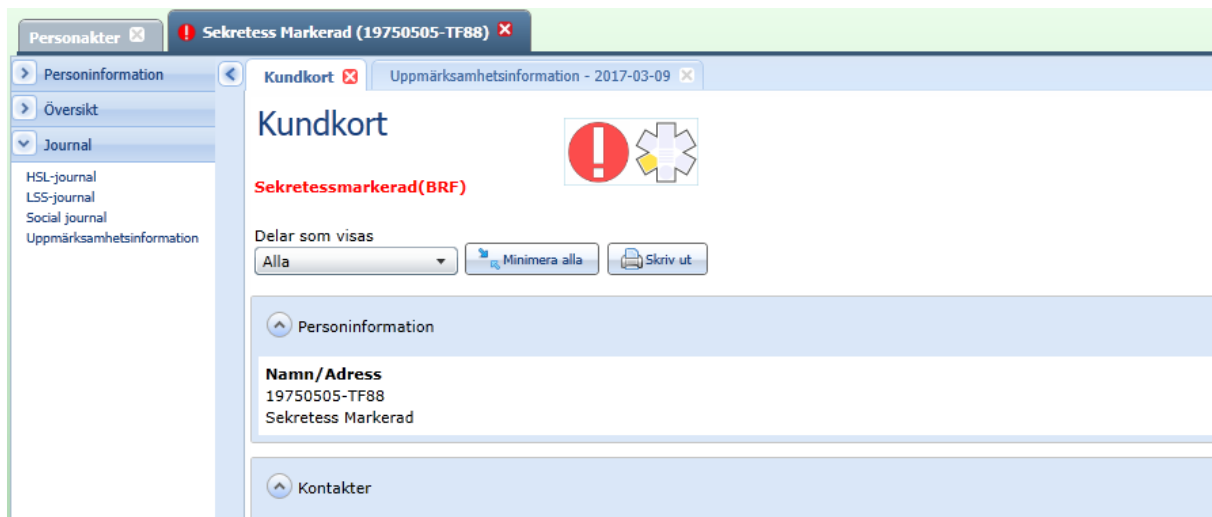 Personakter
Sekretess Markerad (19750505-TF88)
Personinformation
Översikt
Journal
HSL-journal
LSS-journal
Social journal
Uppmärksamhetsinformation
Kundkort
Uppmärksamhetsinformation - 2017-03-09
Kundkort
Sekretessmarkerad(BRF)
Delar som visas
Alla
Minimera alla
Skriv ut
Personinformation
Namn/Adress
19750505-TF88
Sekretess Markerad
Kontakter